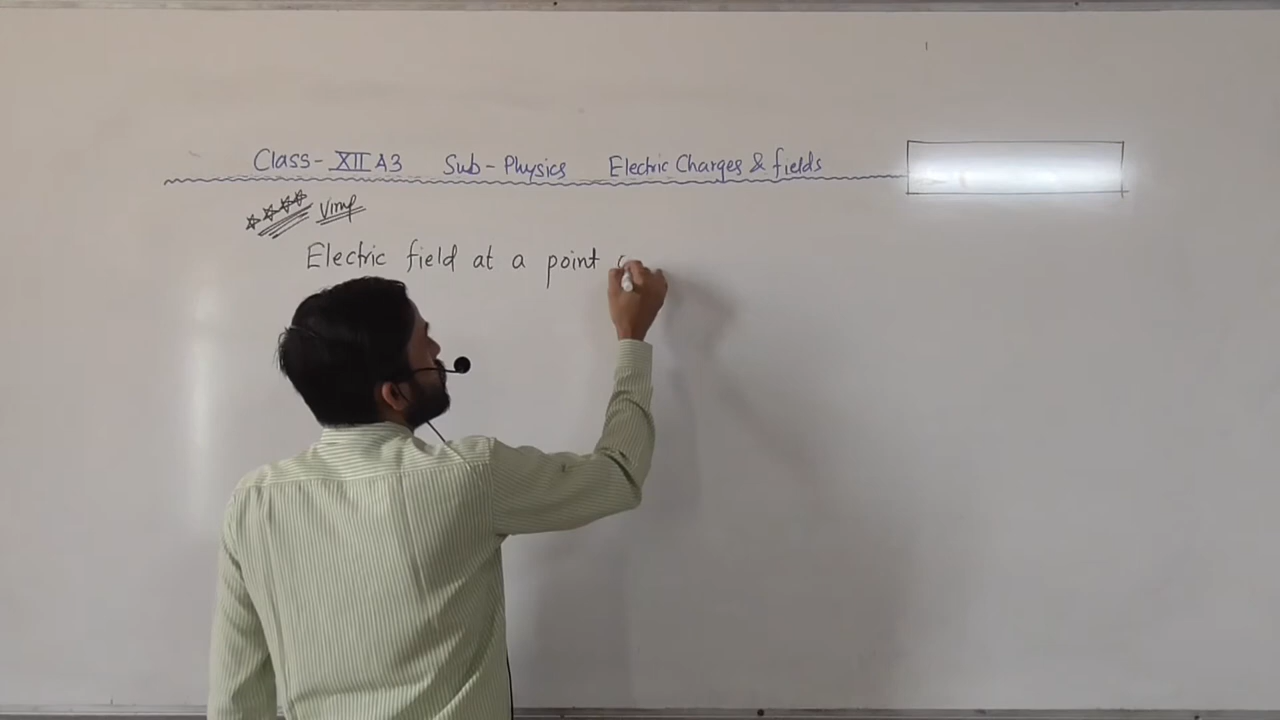 Class- XII A3 Sub- Physics Electric Charges & fields
Vimp
Electric field at a point